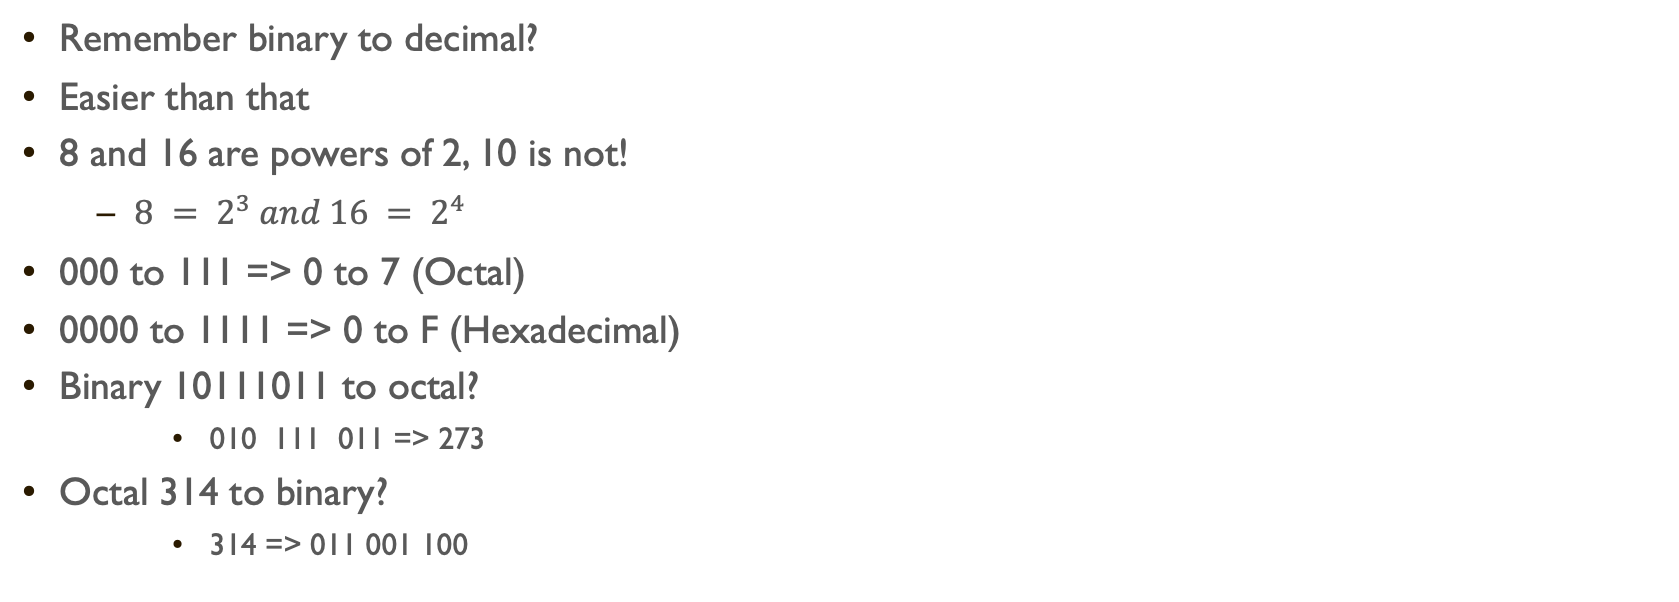 • Remember binary to decimal?
• Easier than that
• 8 and 16 are powers of 2, 10 is not!
– 8 = 2³ and 16 = 2⁴
• 000 to 111 => 0 to 7 (Octal)
• 0000 to 1111 => 0 to F (Hexadecimal)
• Binary 10111011 to octal?
• 010 111 011 => 273
• Octal 314 to binary?
• 314 => 011 001 100